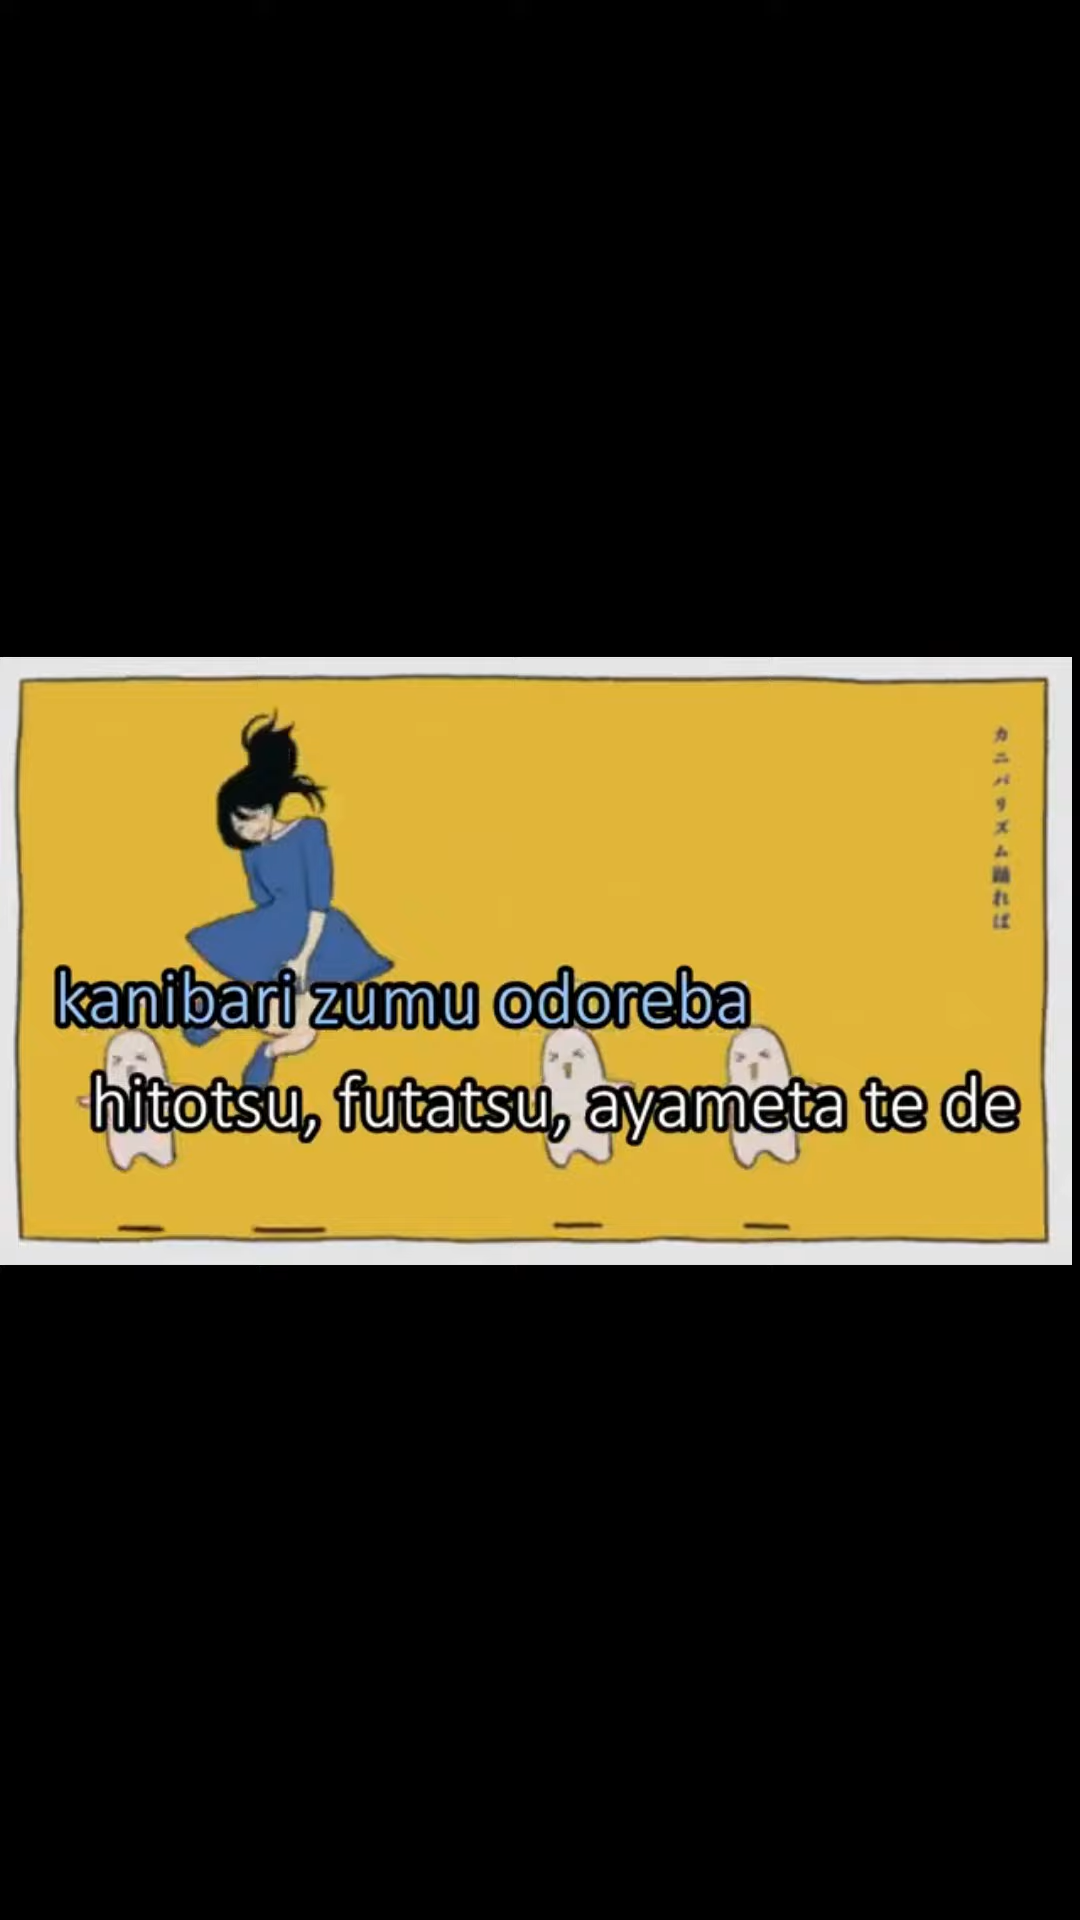 カニバリズム踊れば
kanibari zumu odoreba
hitotsu, futatsu, ayameta te de